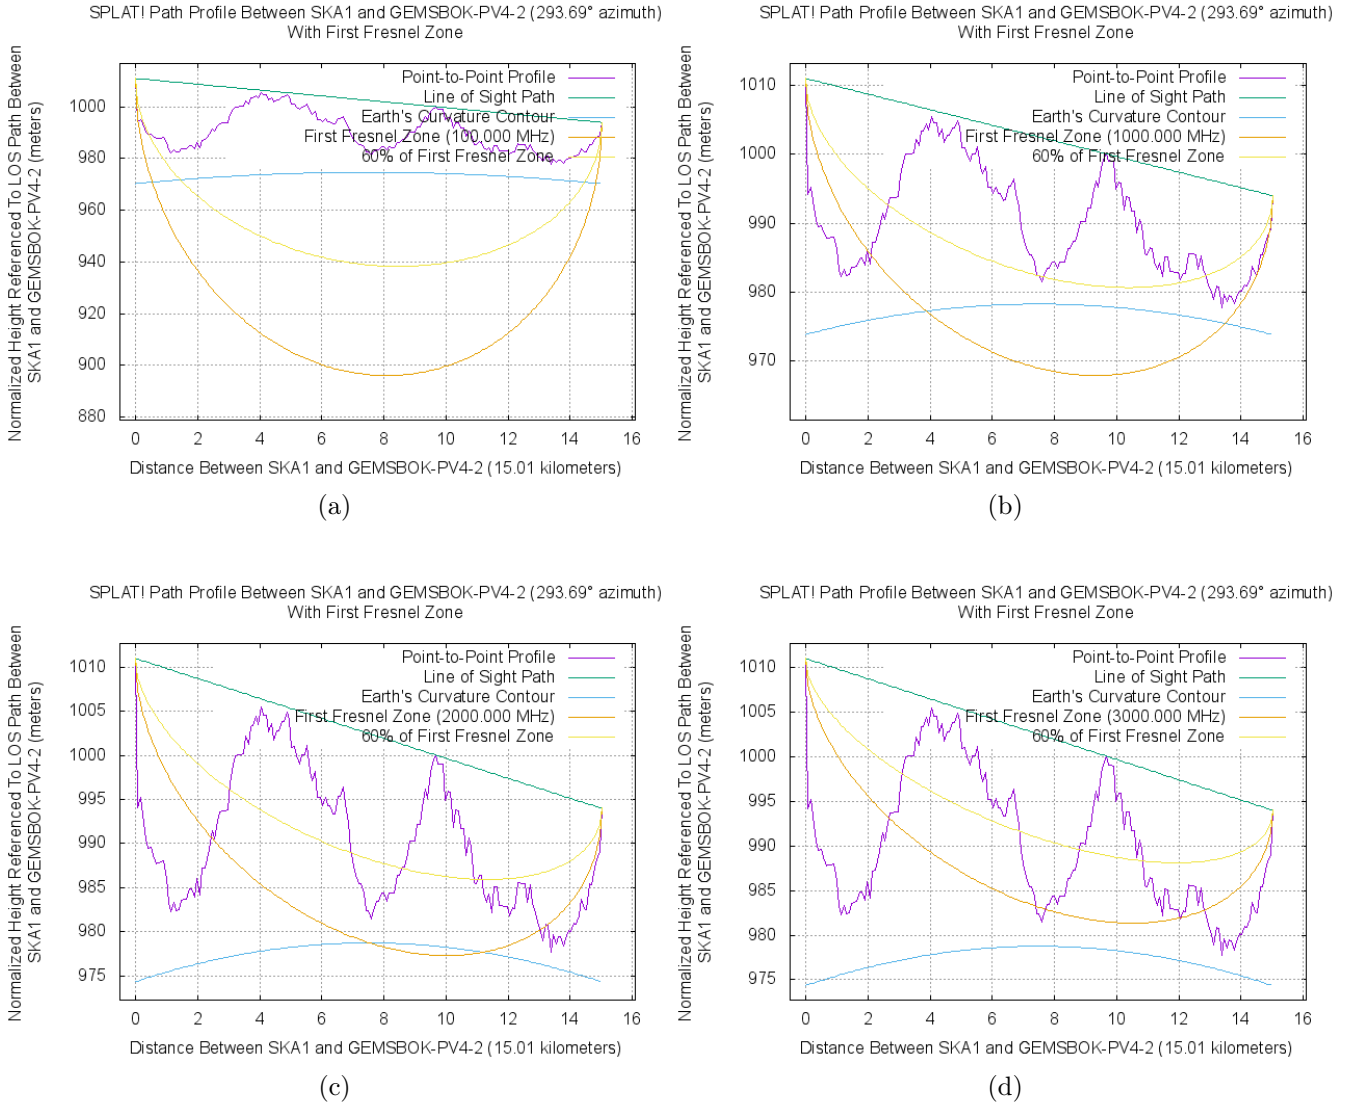 SPLAT! Path Profile Between SKA1 and GEMSBOK-PV4-2 (293.69° azimuth)
With First Fresnel Zone
Normalized Height Referenced To LOS Path Between
SKA1 and GEMSBOK-PV4-2 (meters)
Point-to-Point Profile
Line of Sight Path
Earth's Curvature Contour
First Fresnel Zone (100.000 MHz)
60% of First Fresnel Zone
1000
980
960
940
920
900
880
0 2 4 6 8 10 12 14 16
Distance Between SKA1 and GEMSBOK-PV4-2 (15.01 kilometers)
(a)
SPLAT! Path Profile Between SKA1 and GEMSBOK-PV4-2 (293.69° azimuth)
With First Fresnel Zone
Normalized Height Referenced To LOS Path Between
SKA1 and GEMSBOK-PV4-2 (meters)
Point-to-Point Profile
Line of Sight Path
Earth's Curvature Contour
First Fresnel Zone (1000.000 MHz)
60% of First Fresnel Zone
1010
1000
990
980
970
0 2 4 6 8 10 12 14 16
Distance Between SKA1 and GEMSBOK-PV4-2 (15.01 kilometers)
(b)
SPLAT! Path Profile Between SKA1 and GEMSBOK-PV4-2 (293.69° azimuth)
With First Fresnel Zone
Normalized Height Referenced To LOS Path Between
SKA1 and GEMSBOK-PV4-2 (meters)
Point-to-Point Profile
Line of Sight Path
Earth's Curvature Contour
First Fresnel Zone (2000.000 MHz)
60% of First Fresnel Zone
1010
1005
1000
995
990
985
980
975
0 2 4 6 8 10 12 14 16
Distance Between SKA1 and GEMSBOK-PV4-2 (15.01 kilometers)
(c)
SPLAT! Path Profile Between SKA1 and GEMSBOK-PV4-2 (293.69° azimuth)
With First Fresnel Zone
Normalized Height Referenced To LOS Path Between
SKA1 and GEMSBOK-PV4-2 (meters)
Point-to-Point Profile
Line of Sight Path
Earth's Curvature Contour
First Fresnel Zone (3000.000 MHz)
60% of First Fresnel Zone
1010
1005
1000
995
990
985
980
975
0 2 4 6 8 10 12 14 16
Distance Between SKA1 and GEMSBOK-PV4-2 (15.01 kilometers)
(d)